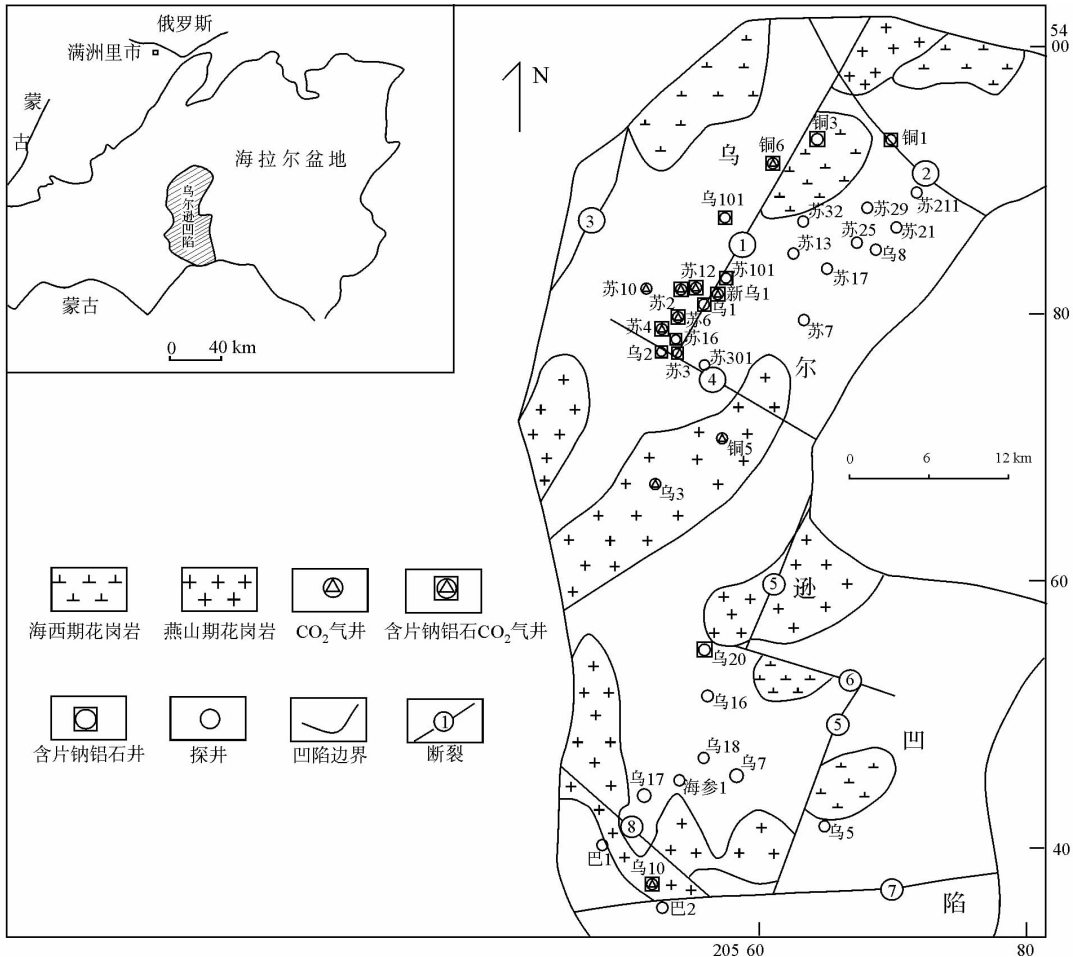 俄罗斯
满洲里市
蒙古
海拉尔盆地
乌尔逊凹陷
蒙古
0 40 km
N
54
00
80
60
40
205 60
80
乌
尔
逊
凹
陷
铜3
铜1
铜6
②
苏211
苏32
苏29
乌101
③
①
苏25
苏21
苏13
乌8
苏12
苏101
苏17
苏10
苏2
新乌1
乌1
苏6
苏4
苏7
苏16
乌2
苏3
苏301
④
铜5
0 6 12 km
乌3
⑤
乌20
⑥
乌16
⑤
乌18
乌7
海参1
乌17
⑧
乌5
巴1
乌10
⑦
巴2
海西期花岗岩
燕山期花岗岩
CO₂气井
含片钠铝石CO₂气井
①
含片钠铝石井
探井
凹陷边界
断裂